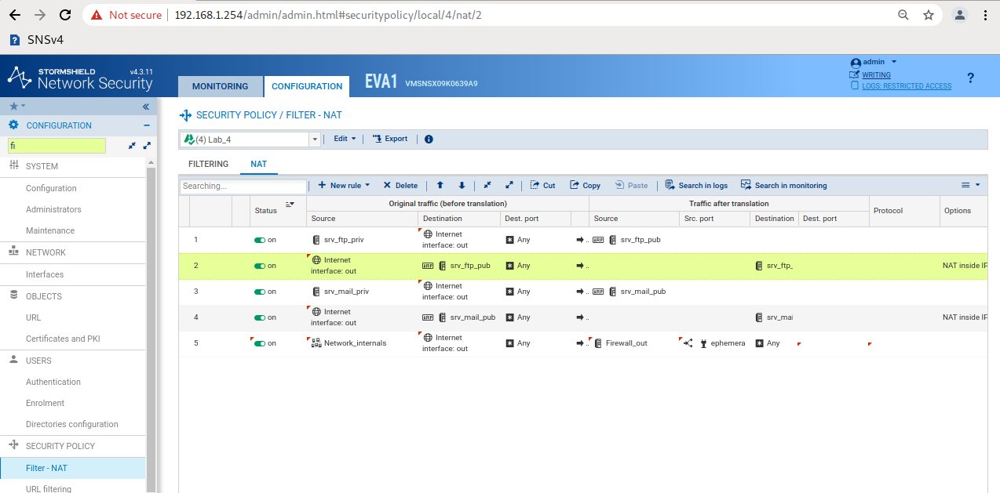 Not secure | 192.168.1.254/admin/admin.html#securitypolicy/local/4/nat/2
SNSv4
STORMSHIELD v4.3.11
Network Security
MONITORING CONFIGURATION EVA1 VMSNSX09K0639A9
admin
WRITING
LOGS: RESTRICTED ACCESS
?
CONFIGURATION
fi
SYSTEM
Configuration
Administrators
Maintenance
NETWORK
Interfaces
OBJECTS
URL
Certificates and PKI
USERS
Authentication
Enrolment
Directories configuration
SECURITY POLICY
Filter - NAT
URL filtering
SECURITY POLICY / FILTER - NAT
(4) Lab_4 Edit Export
FILTERING NAT
Searching... New rule Delete Cut Copy Paste Search in logs Search in monitoring
Original traffic (before translation) Traffic after translation
Status Source Destination Dest. port Source Src. port Destination Dest. port Protocol Options
1 on srv_ftp_priv Internet Any ARP srv_ftp_pub
interface: out
2 on Internet ARP srv_ftp_pub Any srv_ftp_ NAT inside IP
interface: out
3 on srv_mail_priv Internet Any ARP srv_mail_pub
interface: out
4 on Internet ARP srv_mail_pub Any srv_mai NAT inside IP
interface: out
5 on Network_internals Internet Any Firewall_out ephemera Any
interface: out